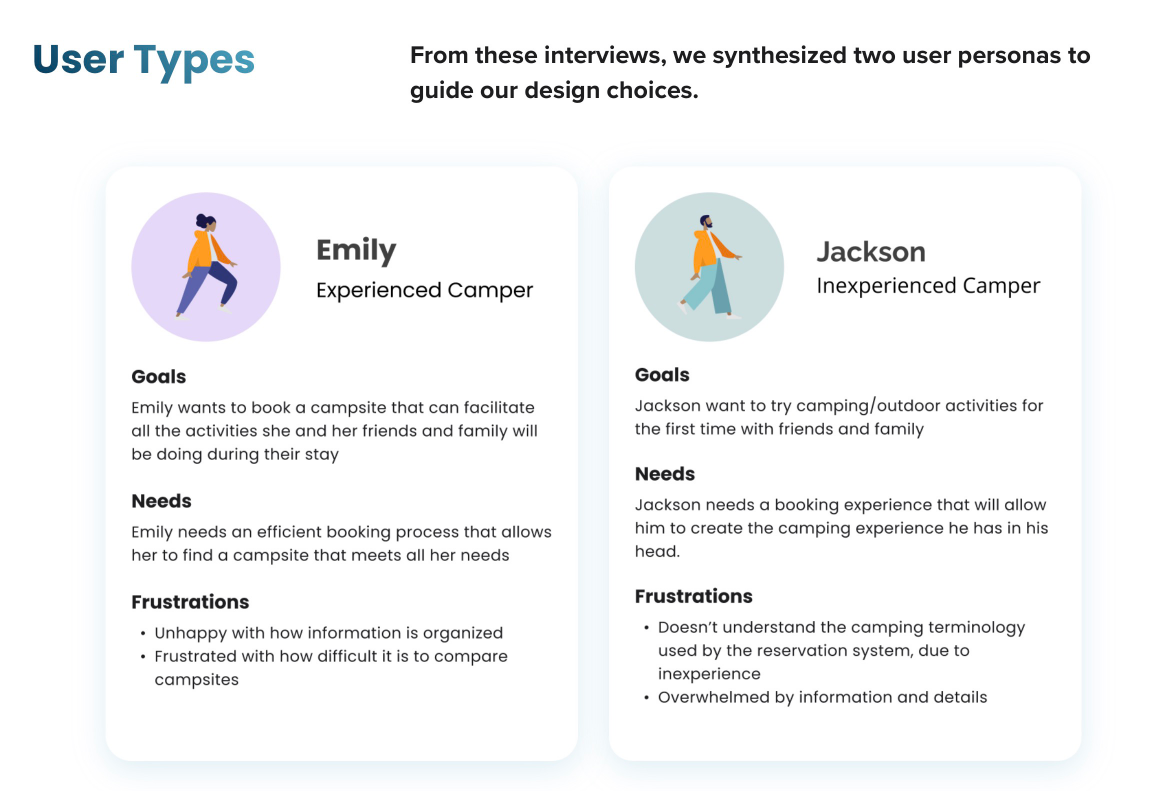 User Types
From these interviews, we synthesized two user personas to
guide our design choices.
Emily
Experienced Camper
Goals
Emily wants to book a campsite that can facilitate
all the activities she and her friends and family will
be doing during their stay
Needs
Emily needs an efficient booking process that allows
her to find a campsite that meets all her needs
Frustrations
• Unhappy with how information is organized
• Frustrated with how difficult it is to compare
campsites
Jackson
Inexperienced Camper
Goals
Jackson want to try camping/outdoor activities for
the first time with friends and family
Needs
Jackson needs a booking experience that will allow
him to create the camping experience he has in his
head.
Frustrations
• Doesn’t understand the camping terminology
used by the reservation system, due to
inexperience
• Overwhelmed by information and details